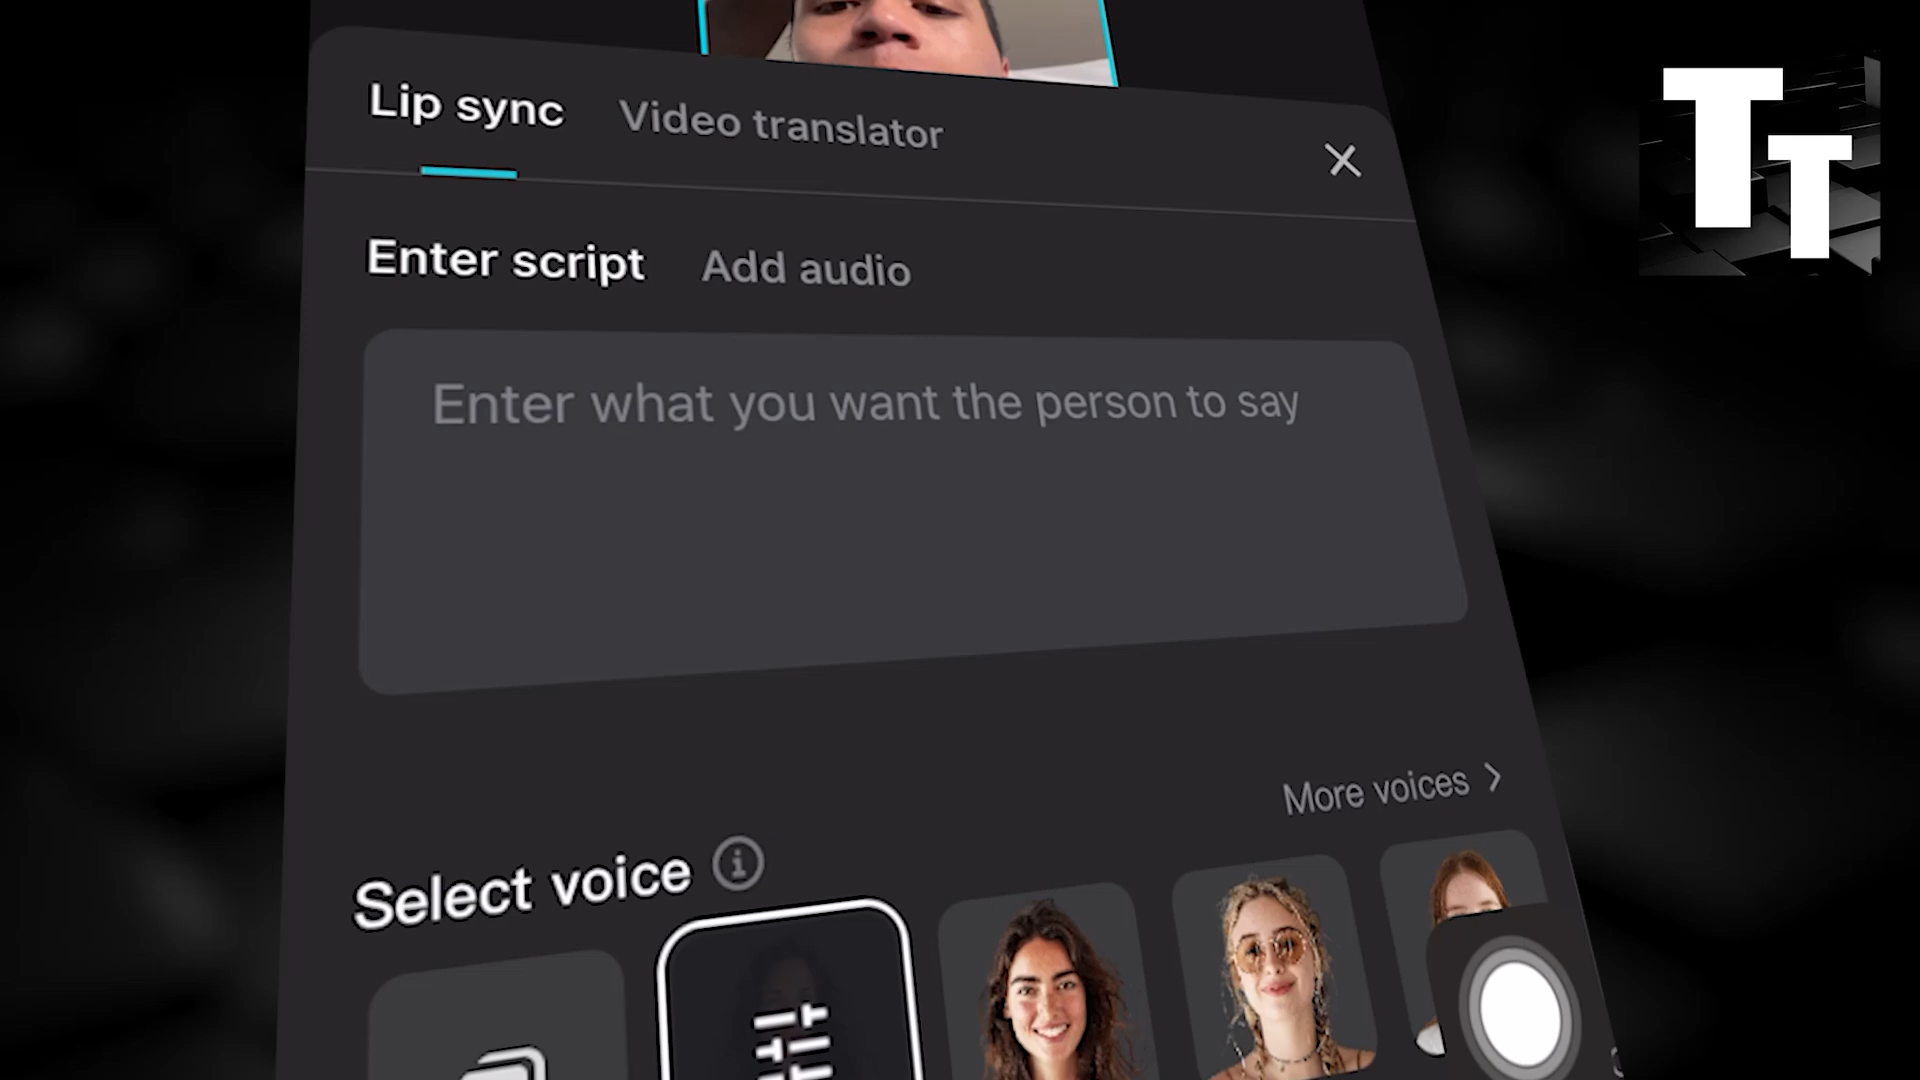 Lip sync Video translator
Enter script Add audio
Enter what you want the person to say
More voices
Select voice
TT